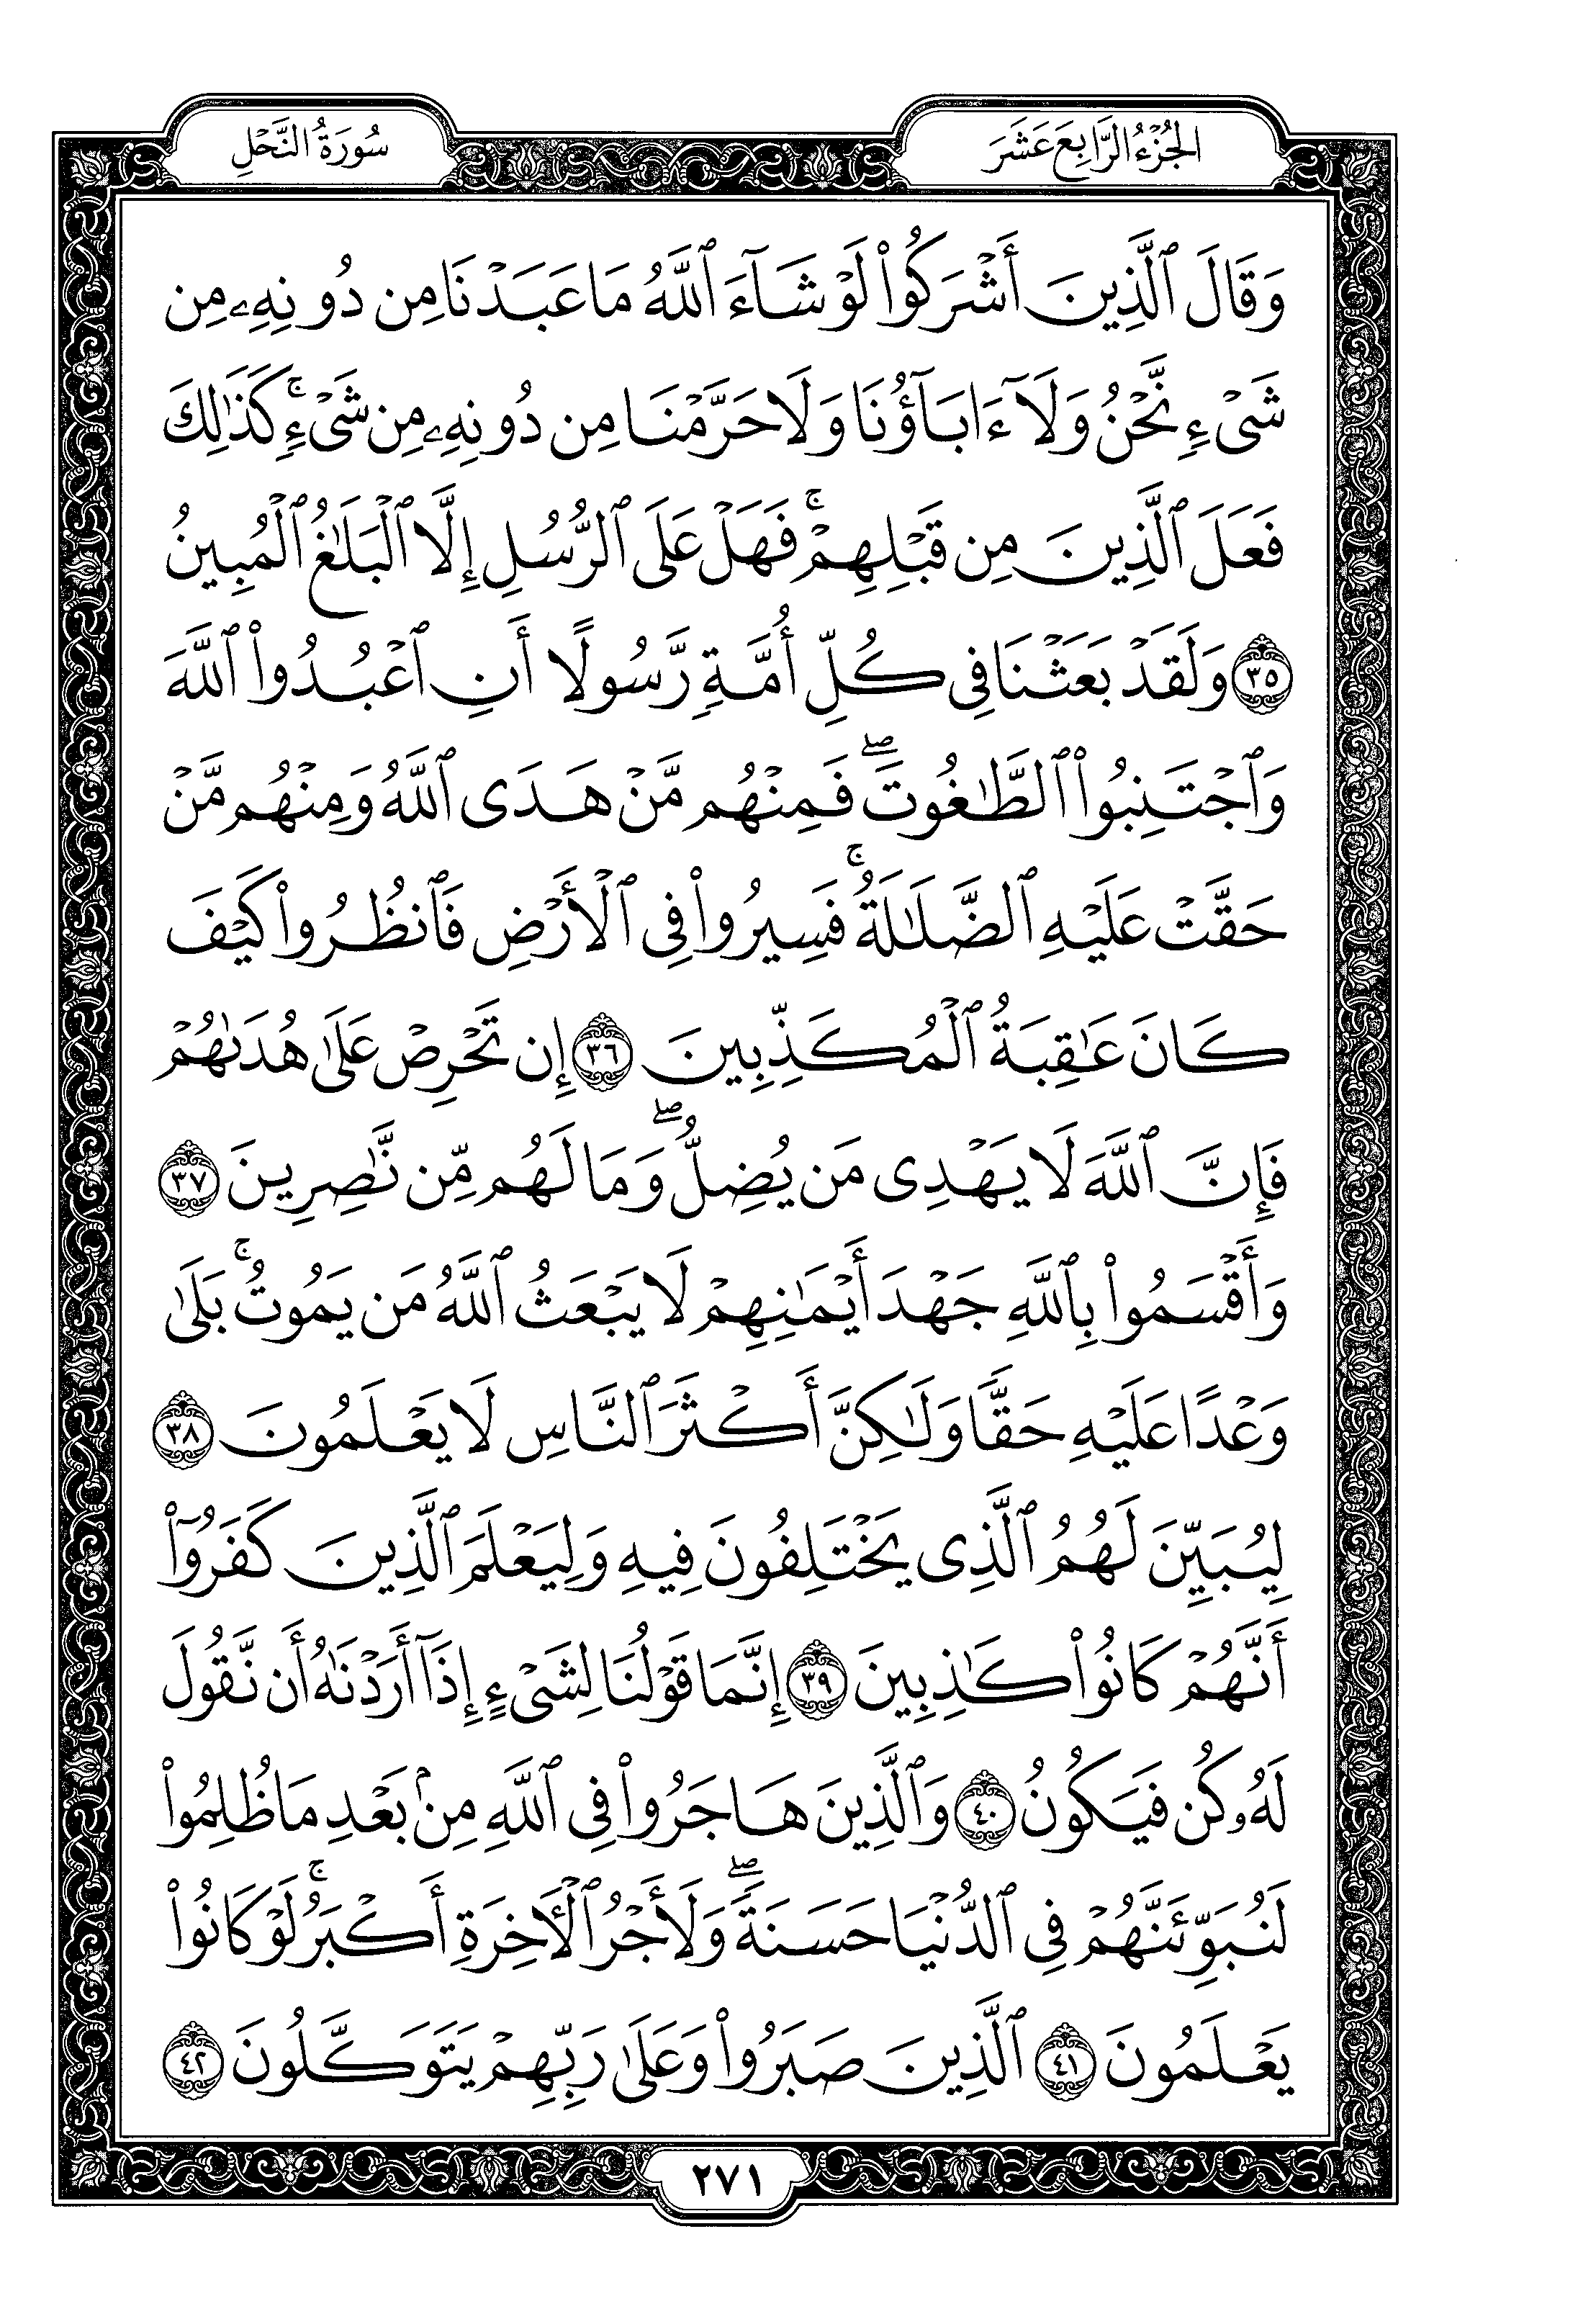 الجُزْءُ الرَّابِعَ عَشَرَ
سُورَةُ النَّحْلِ
وَقَالَ ٱلَّذِينَ أَشْرَكُوا۟ لَوْ شَآءَ ٱللَّهُ مَا عَبَدْنَا مِن دُونِهِۦ مِن
شَىْءٍ نَّحْنُ وَلَآ ءَابَآؤُنَا وَلَا حَرَّمْنَا مِن دُونِهِۦ مِن شَىْءٍ ۚ كَذَٰلِكَ
فَعَلَ ٱلَّذِينَ مِن قَبْلِهِمْ ۚ فَهَلْ عَلَى ٱلرُّسُلِ إِلَّا ٱلْبَلَـٰغُ ٱلْمُبِينُ
٣٥ وَلَقَدْ بَعَثْنَا فِى كُلِّ أُمَّةٍ رَّسُولًا أَنِ ٱعْبُدُوا۟ ٱللَّهَ
وَٱجْتَنِبُوا۟ ٱلطَّـٰغُوتَ ۖ فَمِنْهُم مَّنْ هَدَى ٱللَّهُ وَمِنْهُم مَّنْ
حَقَّتْ عَلَيْهِ ٱلضَّلَـٰلَةُ ۚ فَسِيرُوا۟ فِى ٱلْأَرْضِ فَٱنظُرُوا۟ كَيْفَ
كَانَ عَـٰقِبَةُ ٱلْمُكَذِّبِينَ ٣٦ إِن تَحْرِصْ عَلَىٰ هُدَىٰهُمْ
فَإِنَّ ٱللَّهَ لَا يَهْدِى مَن يُضِلُّ ۖ وَمَا لَهُم مِّن نَّـٰصِرِينَ ٣٧
وَأَقْسَمُوا۟ بِٱللَّهِ جَهْدَ أَيْمَـٰنِهِمْ لَا يَبْعَثُ ٱللَّهُ مَن يَمُوتُ ۚ بَلَىٰ
وَعْدًا عَلَيْهِ حَقًّا وَلَـٰكِنَّ أَكْثَرَ ٱلنَّاسِ لَا يَعْلَمُونَ ٣٨
لِيُبَيِّنَ لَهُمُ ٱلَّذِى يَخْتَلِفُونَ فِيهِ وَلِيَعْلَمَ ٱلَّذِينَ كَفَرُوٓا۟
أَنَّهُمْ كَانُوا۟ كَـٰذِبِينَ ٣٩ إِنَّمَا قَوْلُنَا لِشَىْءٍ إِذَآ أَرَدْنَـٰهُ أَن نَّقُولَ
لَهُۥ كُن فَيَكُونُ ٤٠ وَٱلَّذِينَ هَاجَرُوا۟ فِى ٱللَّهِ مِنۢ بَعْدِ مَا ظُلِمُوا۟
لَنُبَوِّئَنَّهُمْ فِى ٱلدُّنْيَا حَسَنَةً ۖ وَلَأَجْرُ ٱلْـَٔاخِرَةِ أَكْبَرُ ۚ لَوْ كَانُوا۟
يَعْلَمُونَ ٤١ ٱلَّذِينَ صَبَرُوا۟ وَعَلَىٰ رَبِّهِمْ يَتَوَكَّلُونَ ٤٢
٢٧١